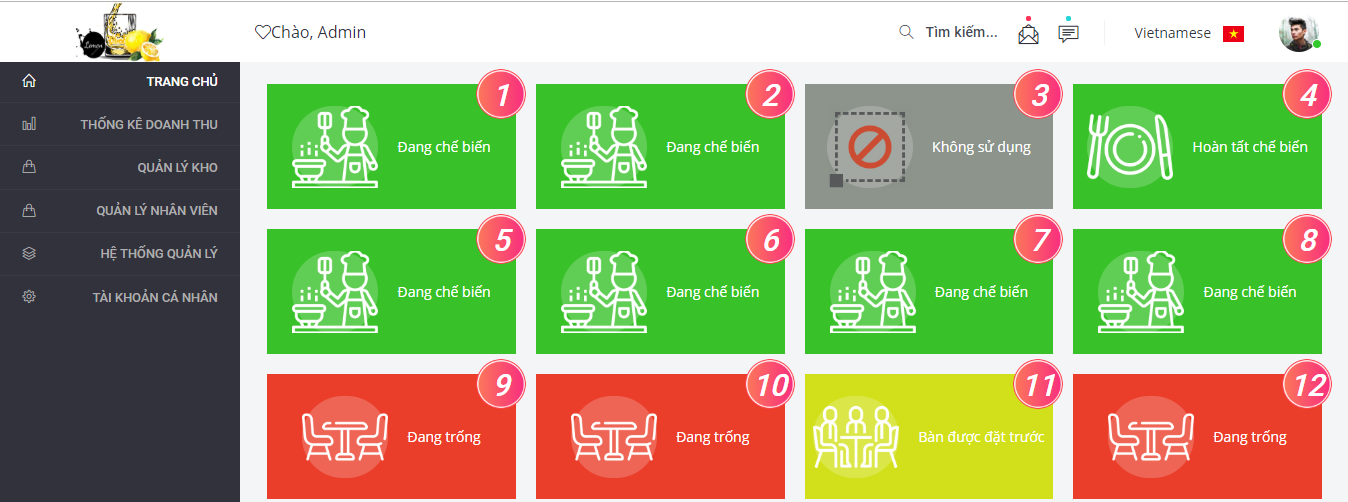 Lemon
Chào, Admin
Tìm kiếm...
Vietnamese
TRANG CHỦ
THỐNG KÊ DOANH THU
QUẢN LÝ KHO
QUẢN LÝ NHÂN VIÊN
HỆ THỐNG QUẢN LÝ
TÀI KHOẢN CÁ NHÂN
1
Đang chế biến
2
Đang chế biến
3
Không sử dụng
4
Hoàn tất chế biến
5
Đang chế biến
6
Đang chế biến
7
Đang chế biến
8
Đang chế biến
9
Đang trống
10
Đang trống
11
Bàn được đặt trước
12
Đang trống